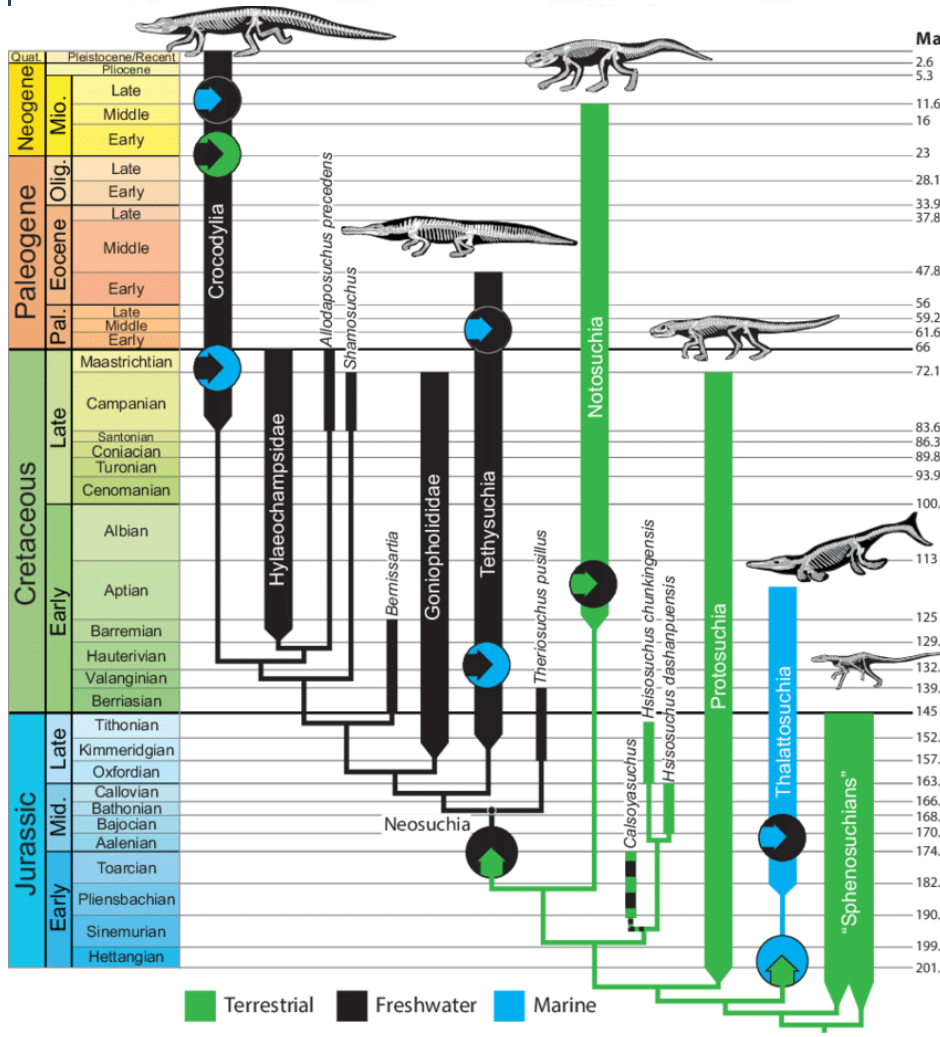 Ma
Quat.
Pleistocene/Recent
2.6
Neogene
Pliocene
5.3
Mio.
Late
11.6
Middle
16
Early
23
Paleogene
Olig.
Late
28.1
Early
33.9
Eocene
Late
37.8
Middle
47.8
Early
56
Pal.
Late
59.2
Middle
61.6
Early
66
Cretaceous
Late
Maastrichtian
72.1
Campanian
83.6
Santonian
86.3
Coniacian
89.8
Turonian
93.9
Cenomanian
100.
Early
Albian
113
Aptian
125
Barremian
129.
Hauterivian
132.
Valanginian
139.
Berriasian
145
Jurassic
Late
Tithonian
152.
Kimmeridgian
157.
Oxfordian
163.
Mid.
Callovian
166.
Bathonian
168.
Bajocian
170.
Aalenian
174.
Early
Toarcian
182.
Pliensbachian
190.
Sinemurian
199.
Hettangian
201.
Crocodylia
Hylaeochampsidae
Allodaposuchus precedens
Shamosuchus
Bernissartia
Goniopholididae
Tethysuchia
Theriosuchus pusillus
Notosuchia
Calsoyasuchus
Hsisosuchus chunkingensis
Hsisosuchus dashanpuensis
Protosuchia
Thalattosuchia
"Sphenosuchians"
Neosuchia
Terrestrial
Freshwater
Marine